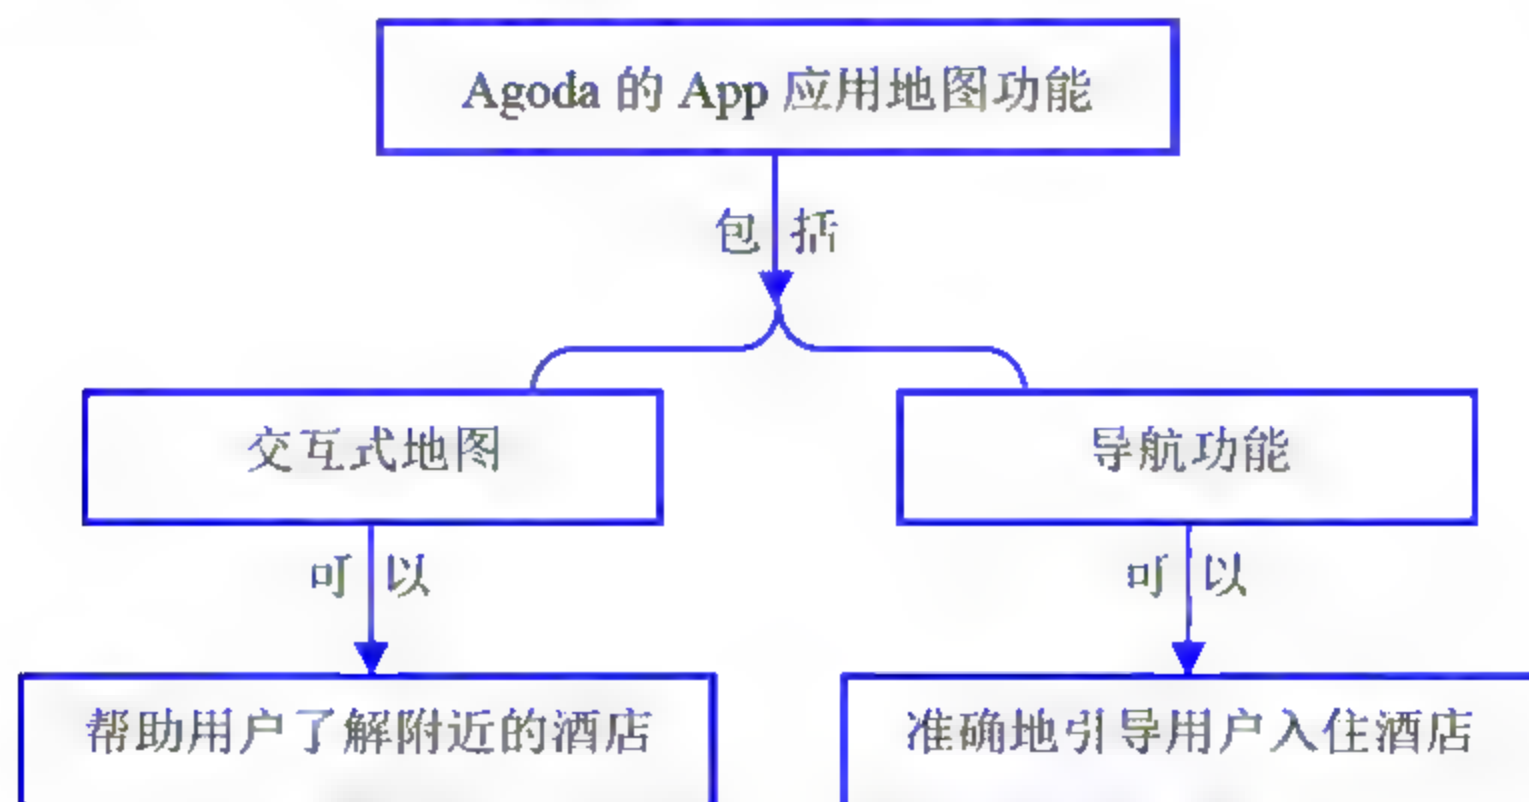 Agoda 的 App 应用地图功能
包 括
交互式地图
导航功能
可 以
可 以
帮助用户了解附近的酒店
准确地引导用户入住酒店